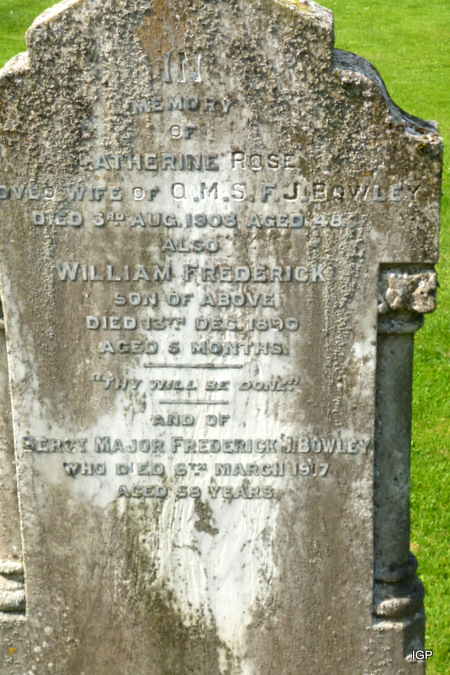 IN
MEMORY
OF
CATHERINE ROSE
OVED WIFE OF Q.M.S. F.J. BOWLEY
DIED 3RD AUG. 1908 AGED 48
ALSO
WILLIAM FREDERICK
SON OF ABOVE
DIED 13TH DEC. 1890
AGED 5 MONTHS.
"THY WILL BE DONE"
AND OF
SERGT MAJOR FREDERICK J. BOWLEY
WHO DIED 6TH MARCH 1917
AGED 59 YEARS.
IGP